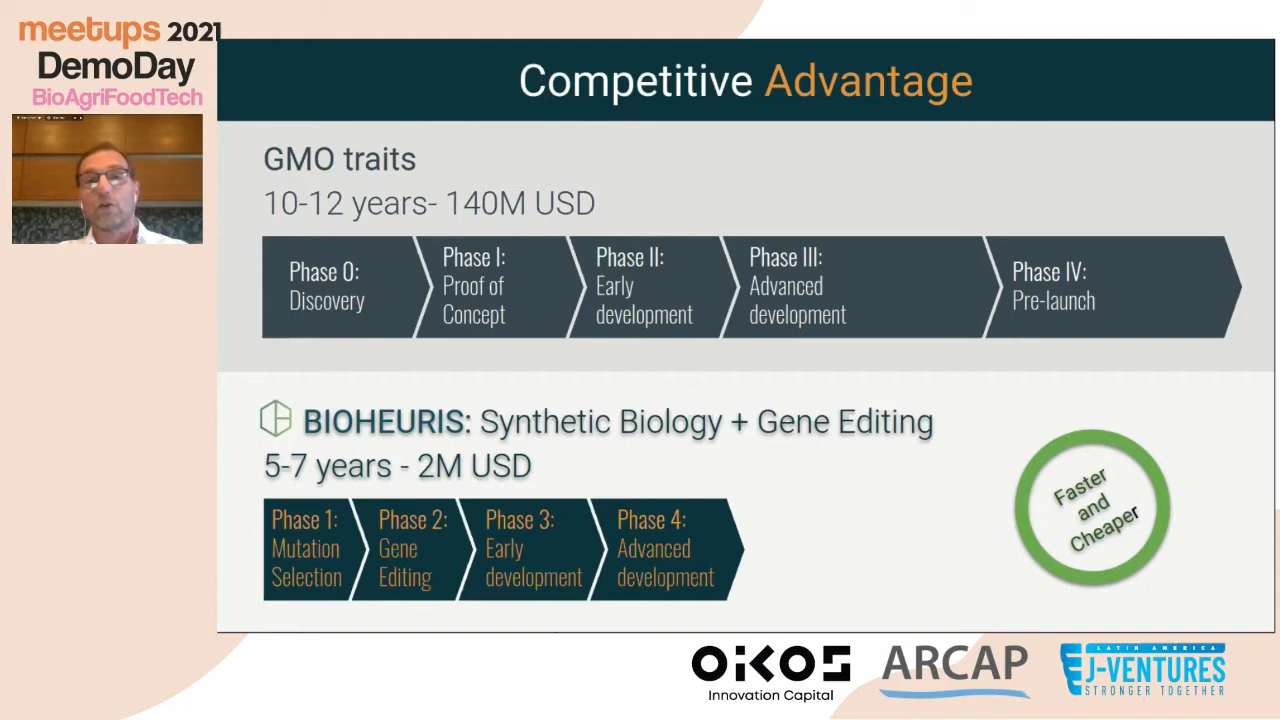 meetups 2021
DemoDay
BioAgriFoodTech
Competitive Advantage
GMO traits
10-12 years- 140M USD
Phase 0:
Discovery
Phase I:
Proof of
Concept
Phase II:
Early
development
Phase III:
Advanced
development
Phase IV:
Pre-launch
BIOHEURIS: Synthetic Biology + Gene Editing
5-7 years - 2M USD
Phase 1:
Mutation
Selection
Phase 2:
Gene
Editing
Phase 3:
Early
development
Phase 4:
Advanced
development
Faster
and
Cheaper
OIKOS
Innovation Capital
ARCAP
LATIN AMERICA
J-VENTURES
STRONGER TOGETHER